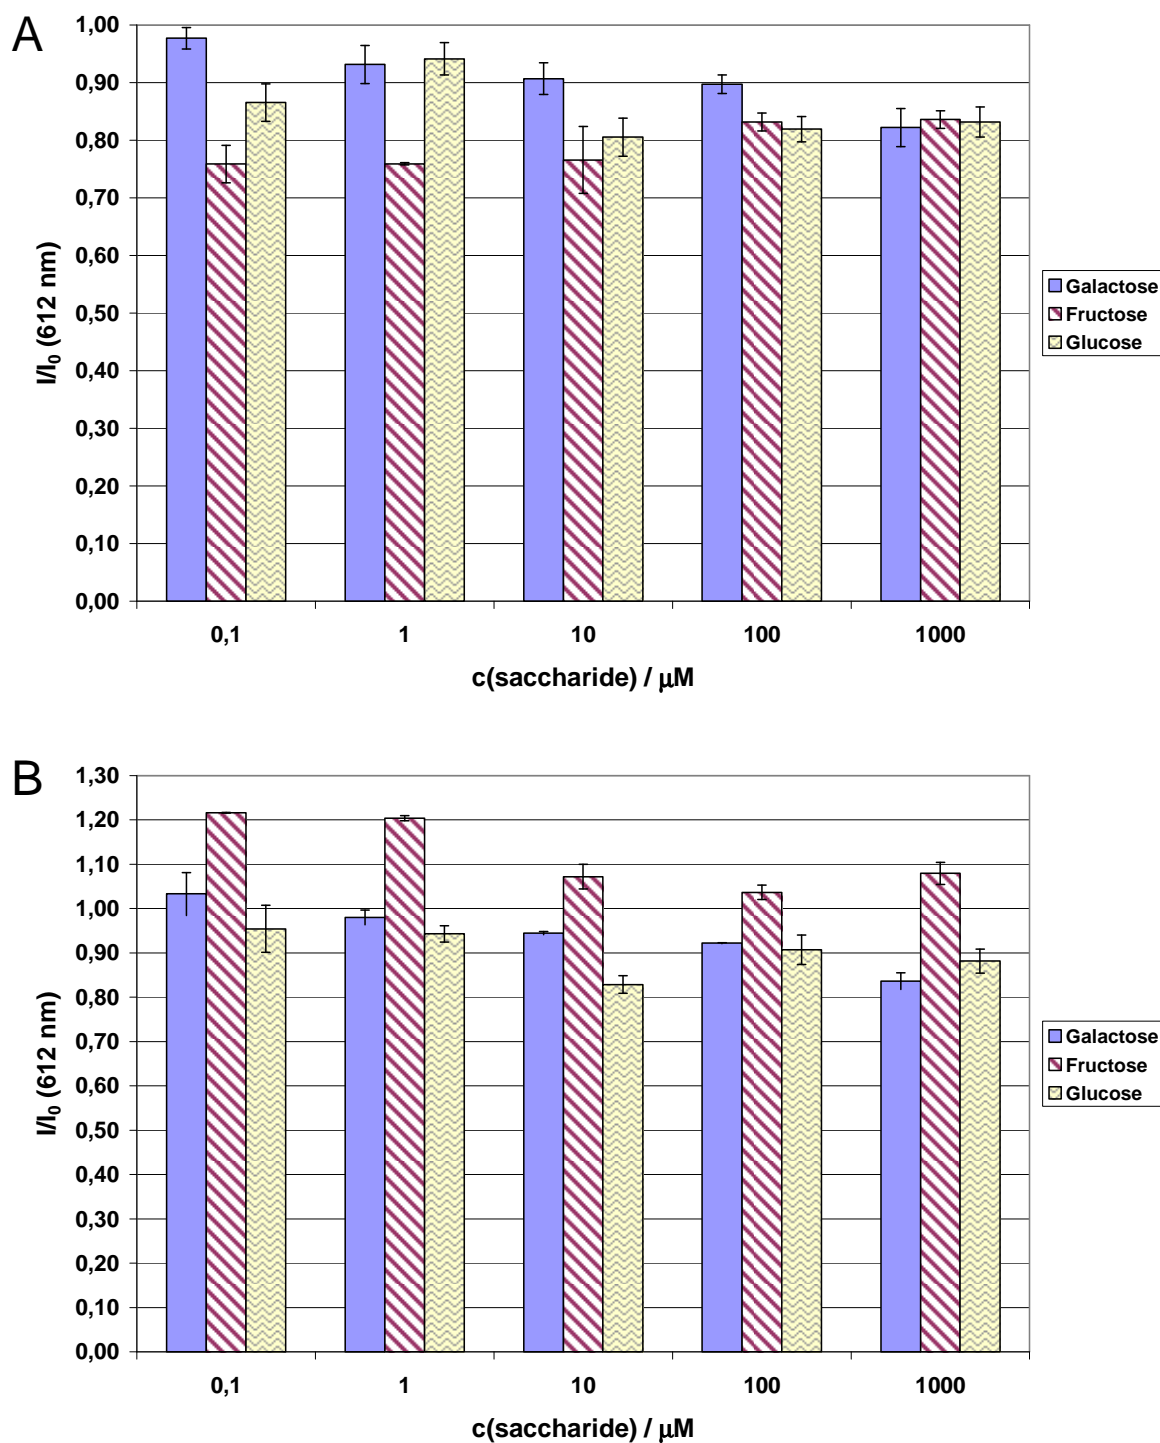 A
1,00
0,90
0,80
0,70
0,60
0,50
0,40
0,30
0,20
0,10
0,00
I/I0 (612 nm)
0,1 1 10 100 1000
c(saccharide) / μM
Galactose
Fructose
Glucose
B
1,30
1,20
1,10
1,00
0,90
0,80
0,70
0,60
0,50
0,40
0,30
0,20
0,10
0,00
I/I0 (612 nm)
0,1 1 10 100 1000
c(saccharide) / μM
Galactose
Fructose
Glucose